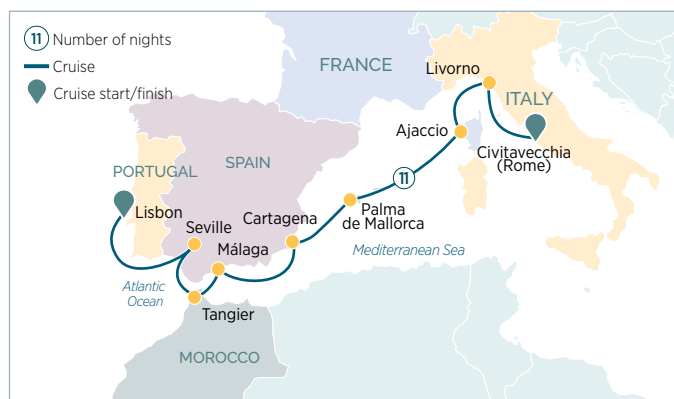 11 Number of nights
Cruise
Cruise start/finish
FRANCE
Livorno
ITALY
Ajaccio
Civitavecchia
(Rome)
PORTUGAL
SPAIN
11
Lisbon
Seville
Cartagena
Palma
de Mallorca
Málaga
Mediterranean Sea
Atlantic
Ocean
Tangier
MOROCCO